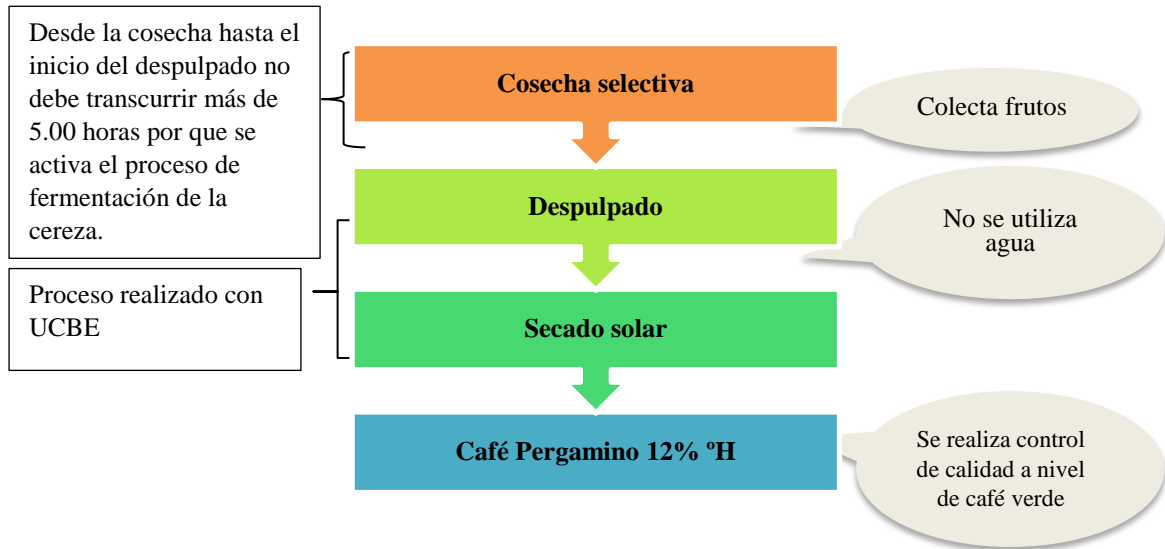 Desde la cosecha hasta el
inicio del despulpado no
debe transcurrir más de
5.00 horas por que se
activa el proceso de
fermentación de la
cereza.
Cosecha selectiva
Colecta frutos
Despulpado
No se utiliza
agua
Proceso realizado con
UCBE
Secado solar
Café Pergamino 12% ºH
Se realiza control
de calidad a nivel
de café verde